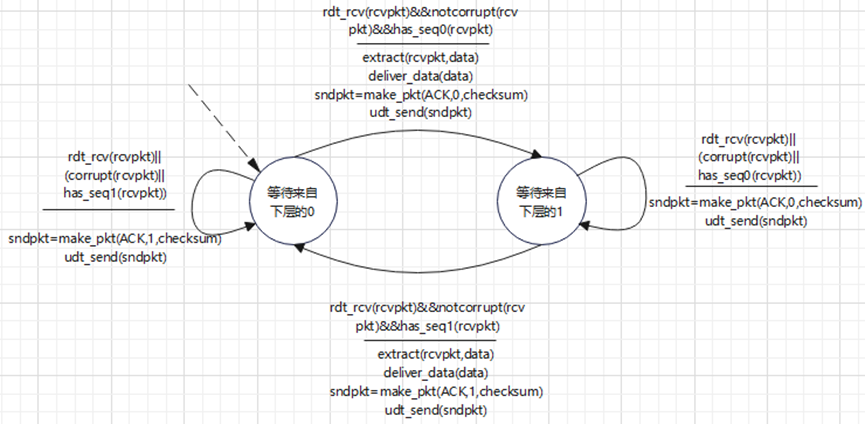 rdt_rcv(rcvpkt)&&notcorrupt(rcv
pkt)&&has_seq0(rcvpkt)
extract(rcvpkt,data)
deliver_data(data)
sndpkt=make_pkt(ACK,0,checksum)
udt_send(sndpkt)
rdt_rcv(rcvpkt)||
(corrupt(rcvpkt)||
has_seq1(rcvpkt))
sndpkt=make_pkt(ACK,1,checksum)
udt_send(sndpkt)
等待来自
下层的0
等待来自
下层的1
rdt_rcv(rcvpkt)||
(corrupt(rcvpkt)||
has_seq0(rcvpkt))
sndpkt=make_pkt(ACK,0,checksum)
udt_send(sndpkt)
rdt_rcv(rcvpkt)&&notcorrupt(rcv
pkt)&&has_seq1(rcvpkt)
extract(rcvpkt,data)
deliver_data(data)
sndpkt=make_pkt(ACK,1,checksum)
udt_send(sndpkt)